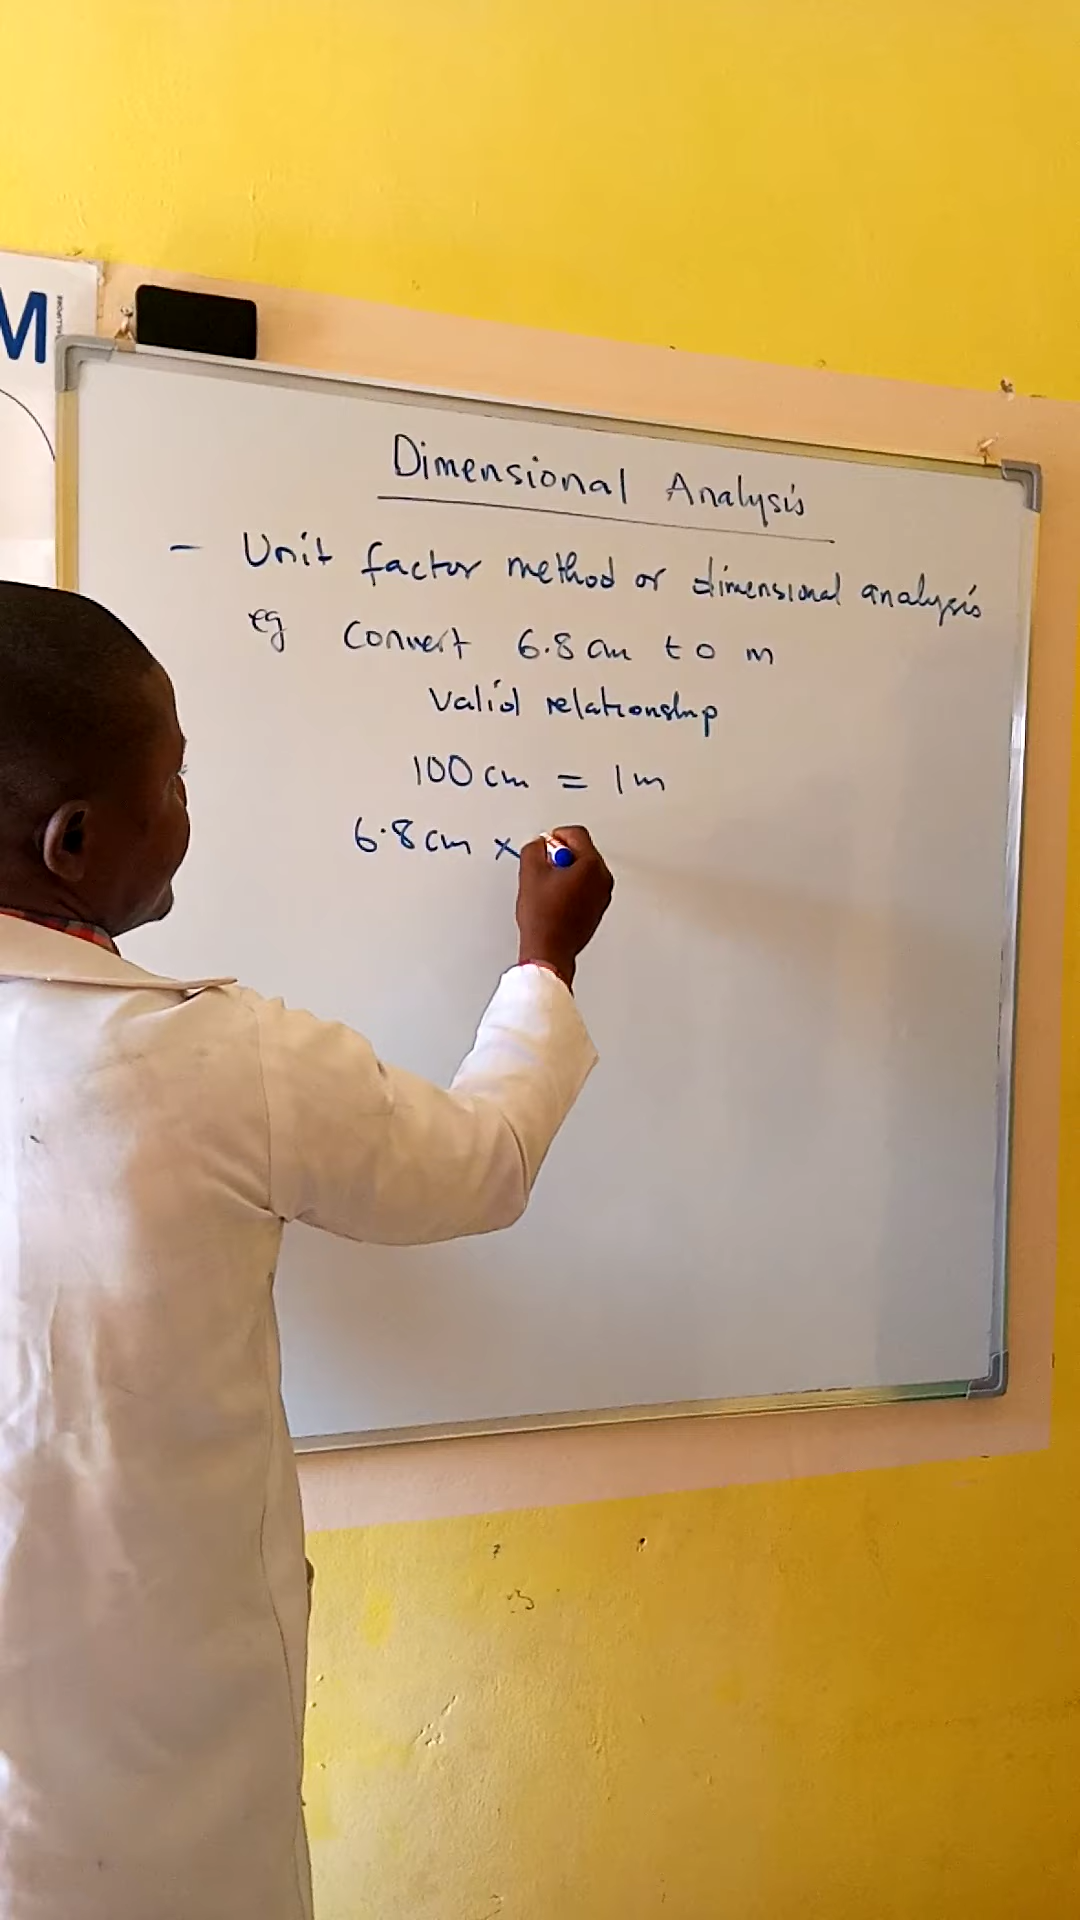 M
MILLIPORE
Dimensional Analysis
- Unit factor method or dimensional analysis
eg Convert 6.8 cm to m
Valid relationship
100 cm = 1m
6.8 cm ×